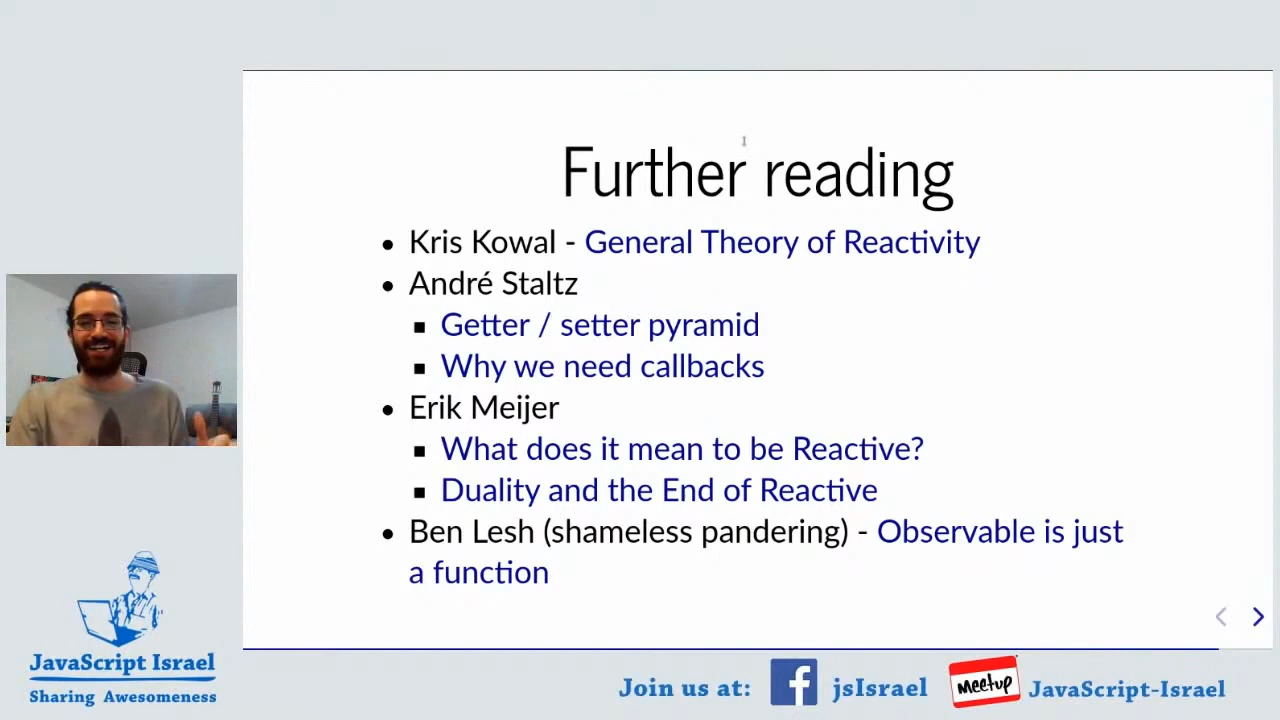 Further reading
Kris Kowal - General Theory of Reactivity
André Staltz
Getter / setter pyramid
Why we need callbacks
Erik Meijer
What does it mean to be Reactive?
Duality and the End of Reactive
Ben Lesh (shameless pandering) - Observable is just
a function
JavaScript Israel
Sharing Awesomeness
Join us at: f jsIsrael Meetup JavaScript-Israel